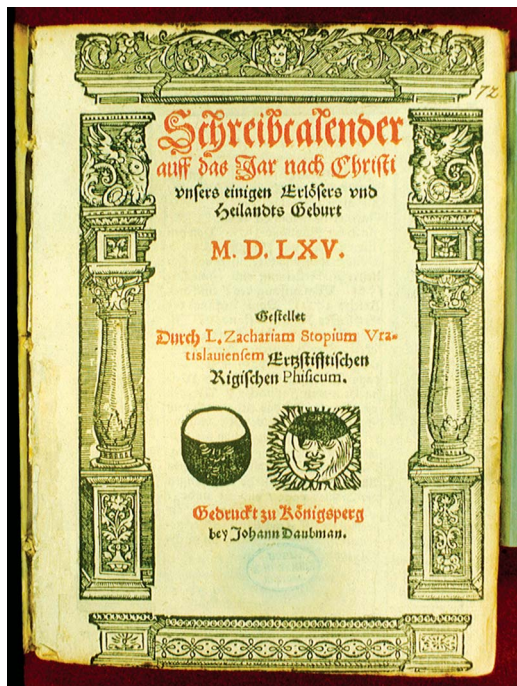 72
Schreibcalender
auff das Jar nach Christi
vnsers einigen Erlösers vnd
Heilandts Geburt
M. D. LXV.
Gestellet
Durch L. Zachariam Stopium Vra-
tislauiensem Ertzstifftischen
Rigischen Phisicum.
Gedruckt zu Königsperg
bey Johann Daubman.